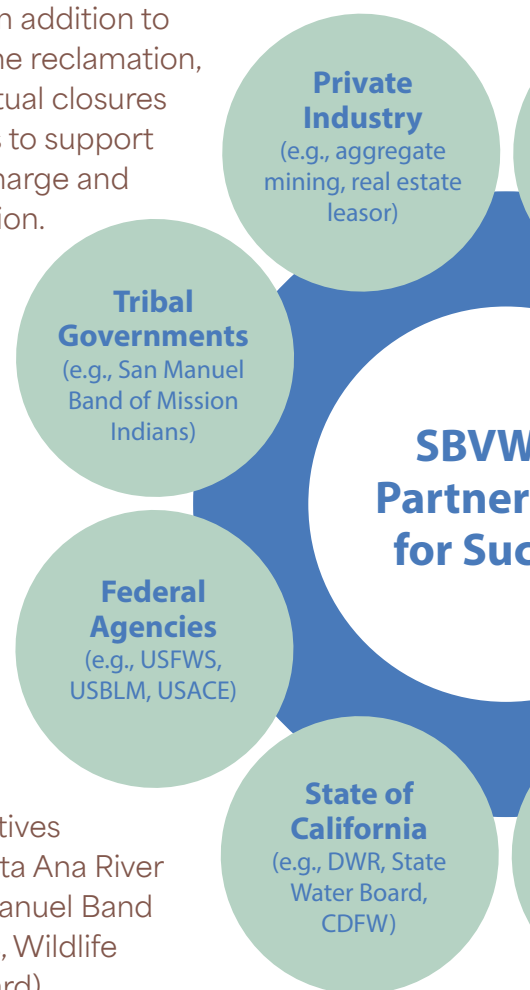 n addition to
ne reclamation,
tual closures
s to support
harge and
ion.
Private
Industry
(e.g., aggregate
mining, real estate
leasor)
Tribal
Governments
(e.g., San Manuel
Band of Mission
Indians)
SBVW
Partner
for Suc
Federal
Agencies
(e.g., USFWS,
USBLM, USACE)
State of
California
(e.g., DWR, State
Water Board,
CDFW)
tives
ta Ana River
anuel Band
, Wildlife
ard)